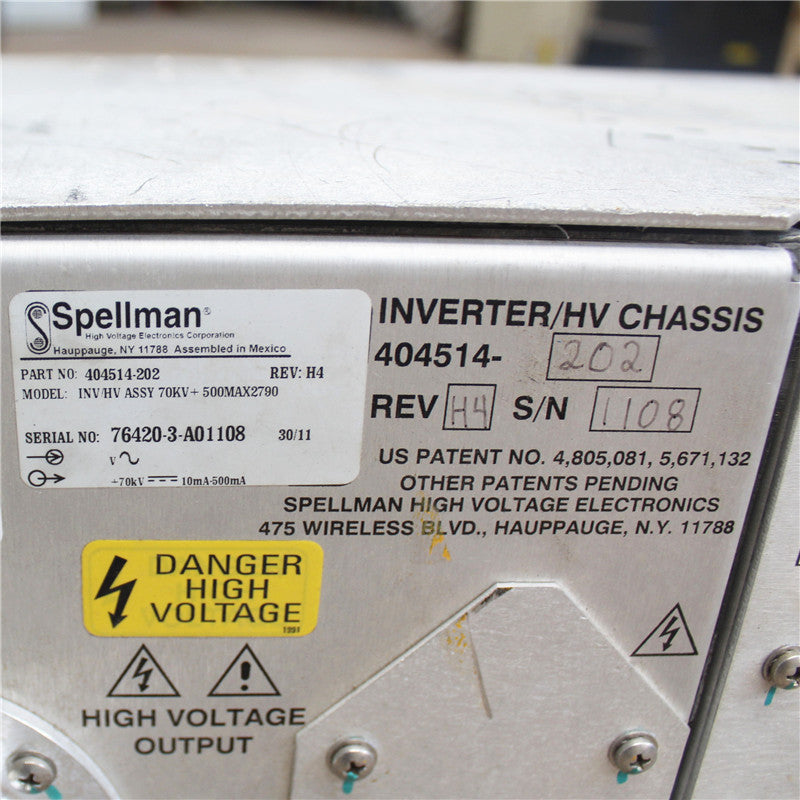 Spellman®
High Voltage Electronics Corporation
Hauppauge, NY 11788 Assembled in Mexico
PART NO: 404514-202 REV: H4
MODEL: INV/HV ASSY 70KV+ 500MAX2790
SERIAL NO: 76420-3-A01108 30/11
V
+70kV 10mA-500mA
INVERTER/HV CHASSIS
404514- 202
REV H4 S/N 1108
US PATENT NO. 4,805,081, 5,671,132
OTHER PATENTS PENDING
SPELLMAN HIGH VOLTAGE ELECTRONICS
475 WIRELESS BLVD., HAUPPAUGE, N.Y. 11788
DANGER
HIGH
VOLTAGE
1991
HIGH VOLTAGE
OUTPUT